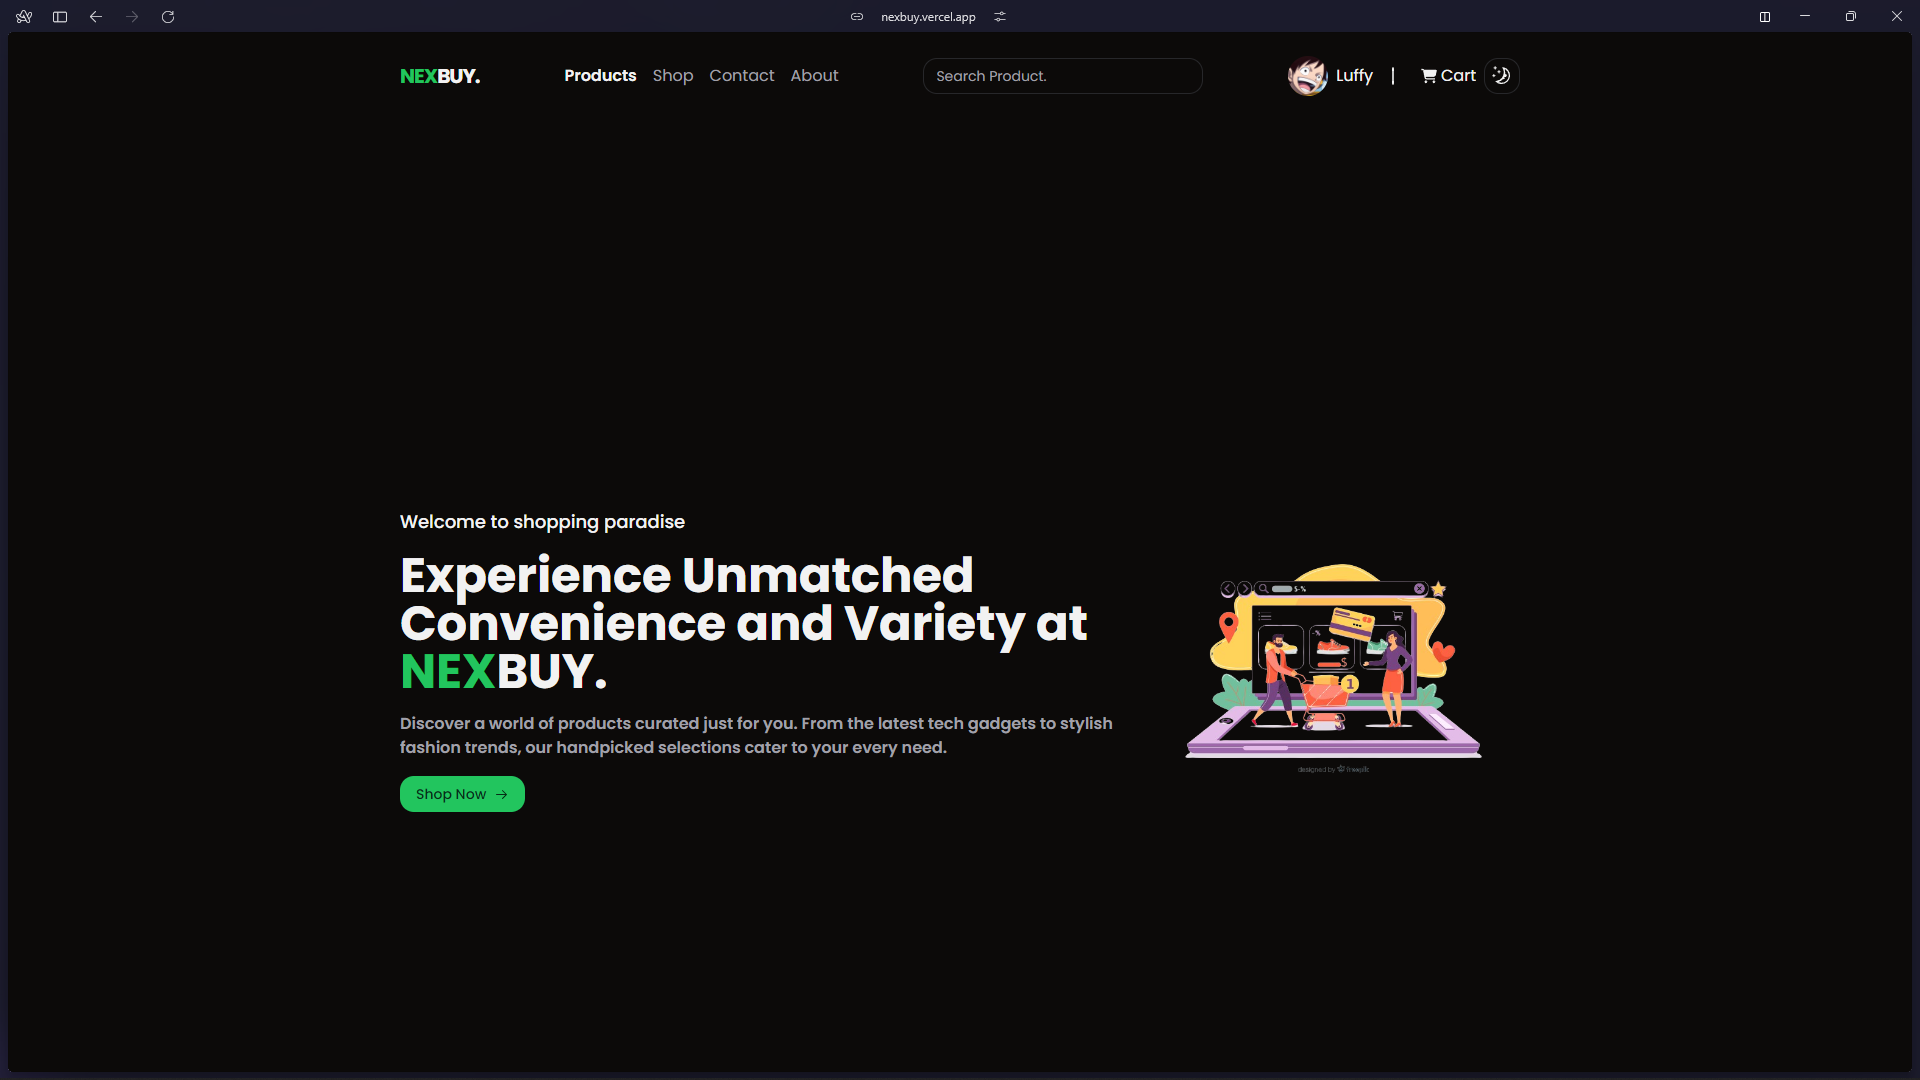 nexbuy.vercel.app
NEXBUY.
Products
Shop
Contact
About
Search Product.
Luffy
|
Cart
Welcome to shopping paradise
Experience Unmatched
Convenience and Variety at
NEXBUY.
$-%
-%
$
1
Discover a world of products curated just for you. From the latest tech gadgets to stylish
fashion trends, our handpicked selections cater to your every need.
designed by freepik
Shop Now